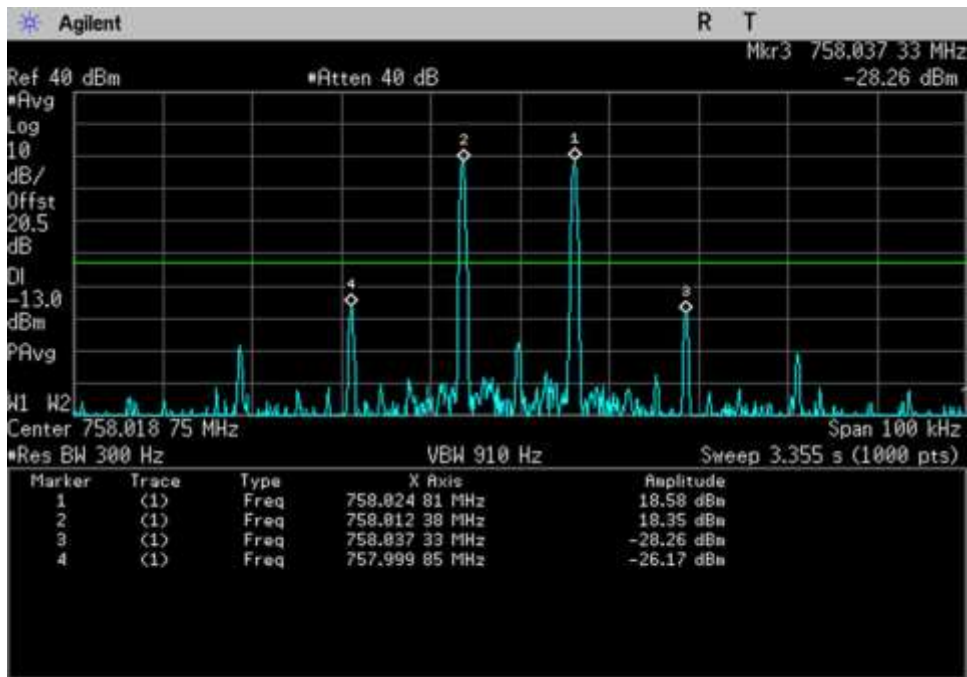 Agilent R T
Mkr3 758.037 33 MHz
Ref 40 dBm *Atten 40 dB -28.26 dBm
*Avg
Log
10
dB/
Offst
20.5
dB
DI
-13.0
dBm
PAvg
W1 W2
2
1
4
3
Center 758.018 75 MHz Span 100 kHz
*Res BW 300 Hz VBW 910 Hz Sweep 3.355 s (1000 pts)
Marker Trace Type X Axis Amplitude
1 (1) Freq 758.024 81 MHz 18.58 dBm
2 (1) Freq 758.012 38 MHz 18.35 dBm
3 (1) Freq 758.037 33 MHz -28.26 dBm
4 (1) Freq 757.999 85 MHz -26.17 dBm